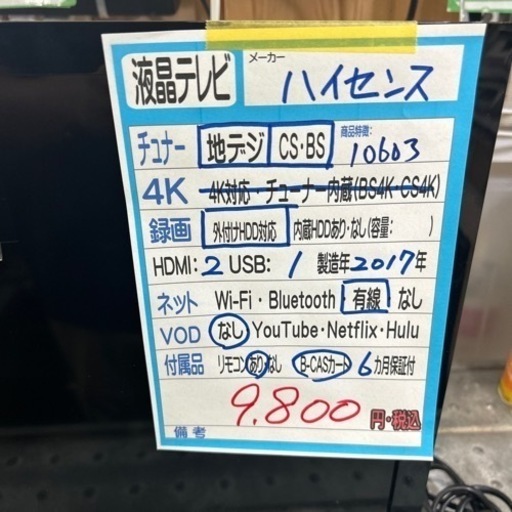 液晶テレビ メーカー ハイセンス
チュナー 地デジ CS・BS 商品特徴: 10603
4K 4K対応・チューナー内蔵(BS4K・CS4K)
録画 外付けHDD対応 内蔵HDDあり・なし(容量: )
HDMI: 2 USB: 1 製造年2017年
ネット Wi-Fi・Bluetooth 有線 なし
VOD なし YouTube・Netflix・Hulu
付属品 リモコンあり・なし B-CASカード 6カ月保証付
9.800 円・税込
備考